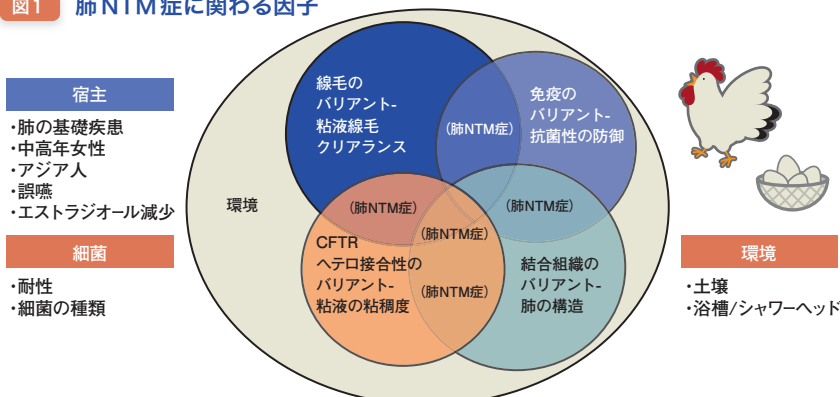 図1 肺NTM症に関わる因子
宿主
・肺の基礎疾患
・中高年女性
・アジア人
・誤嚥
・エストラジオール減少
細菌
・耐性
・細菌の種類
環境
線毛の
バリアント-
粘液線毛
クリアランス
（肺NTM症）
免疫の
バリアント-
抗菌性の防御
（肺NTM症）
（肺NTM症）
（肺NTM症）
CFTR
ヘテロ接合性の
バリアント-
粘液の粘稠度
（肺NTM症）
結合組織の
バリアント-
肺の構造
環境
・土壌
・浴槽/シャワーヘッド